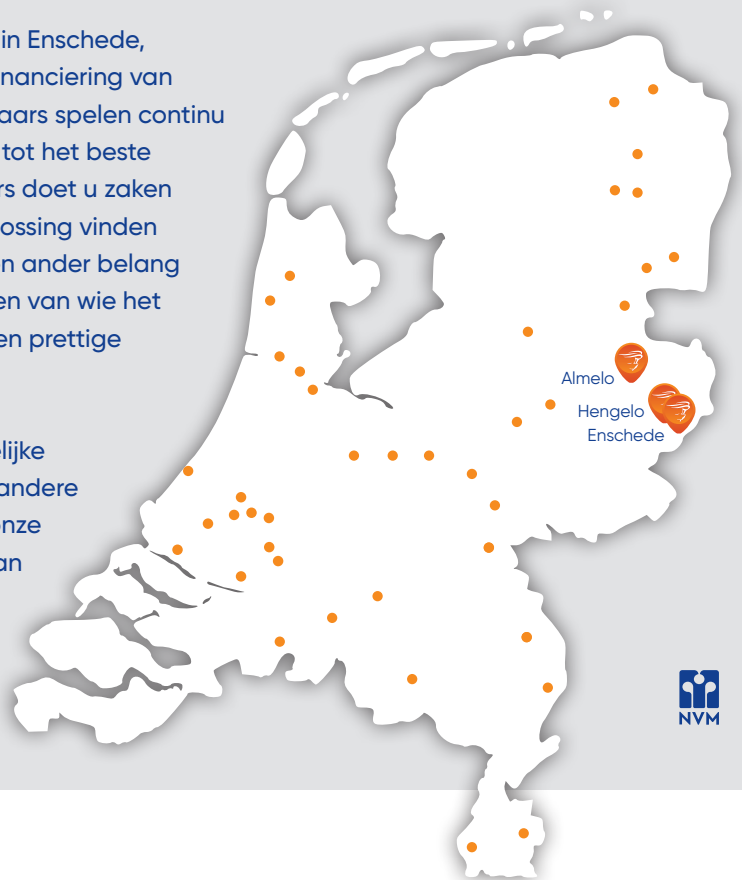 in Enschede,
nanciering van
aars spelen continu
tot het beste
rs doet u zaken
ossing vinden
n ander belang
en van wie het
en prettige
elijke
andere
onze
an
Almelo
Hengelo
Enschede
NVM